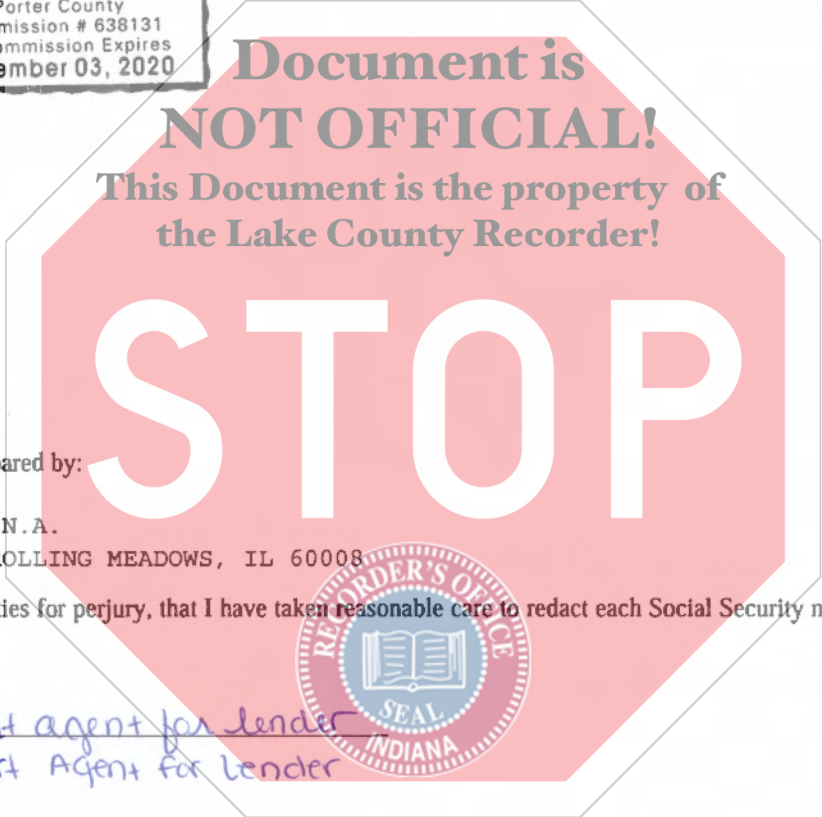 Porter County
mission # 638131
ommission Expires
ember 03, 2020
Document is
NOT OFFICIAL!
This Document is the property of
the Lake County Recorder!
STOP
ared by:
N.A.
OLLING MEADOWS, IL 60008
RECORDER'S OFFICE
ies for perjury, that I have taken reasonable care to redact each Social Security n
SEAL
INDIANA
t agent for lender
t Agent for Lender